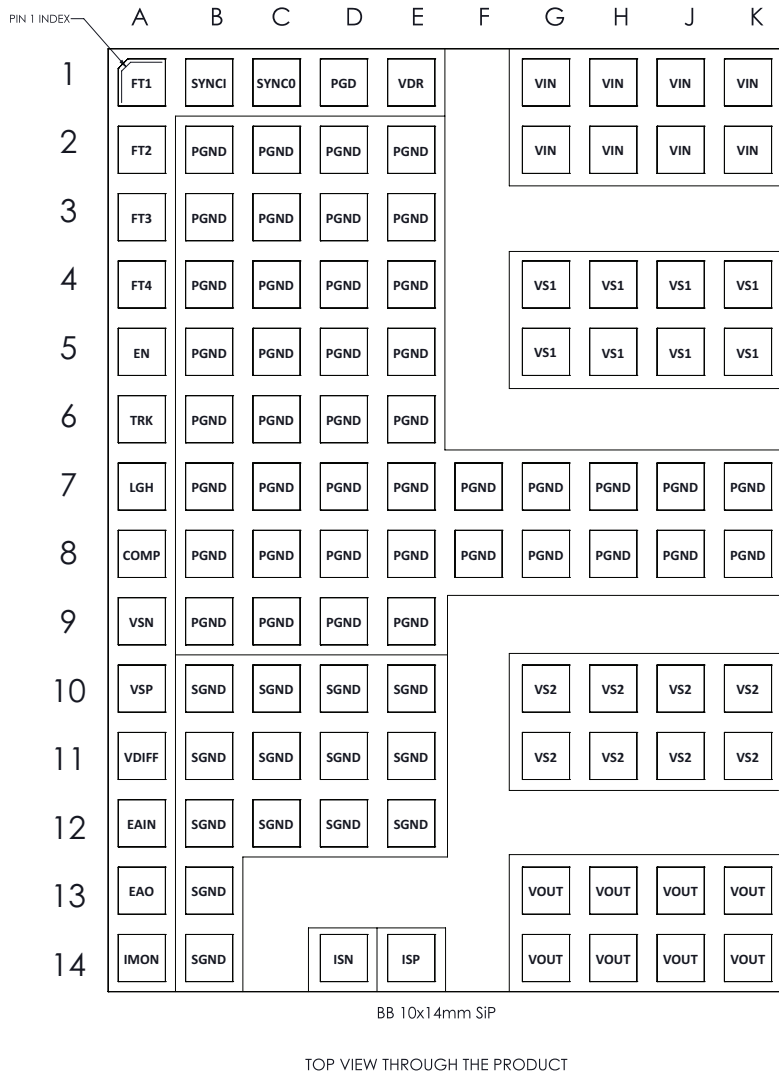 PIN 1 INDEX
A B C D E F G H J K
1 FT1 SYNCI SYNC0 PGD VDR VIN VIN VIN VIN
2 FT2 PGND PGND PGND PGND VIN VIN VIN VIN
3 FT3 PGND PGND PGND PGND
4 FT4 PGND PGND PGND PGND VS1 VS1 VS1 VS1
5 EN PGND PGND PGND PGND VS1 VS1 VS1 VS1
6 TRK PGND PGND PGND PGND
7 LGH PGND PGND PGND PGND PGND PGND PGND PGND PGND
8 COMP PGND PGND PGND PGND PGND PGND PGND PGND PGND
9 VSN PGND PGND PGND PGND
10 VSP SGND SGND SGND SGND VS2 VS2 VS2 VS2
11 VDIFF SGND SGND SGND SGND VS2 VS2 VS2 VS2
12 EAIN SGND SGND SGND SGND
13 EAO SGND VOUT VOUT VOUT VOUT
14 IMON SGND ISN ISP VOUT VOUT VOUT VOUT
BB 10x14mm SiP
TOP VIEW THROUGH THE PRODUCT